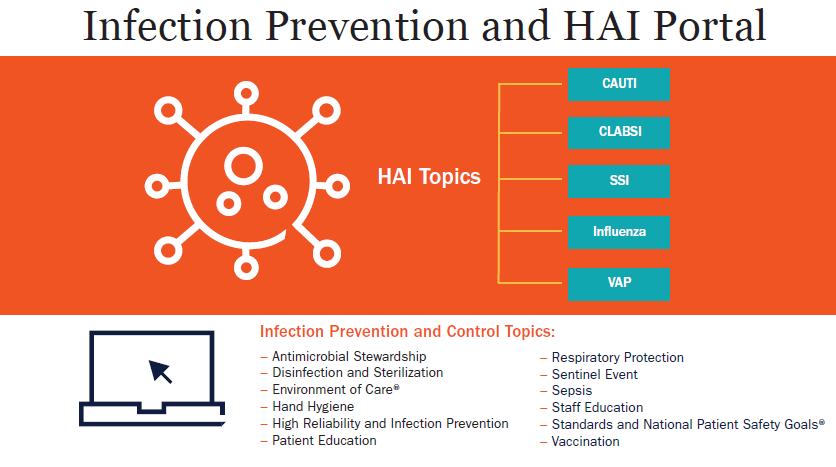 Infection Prevention and HAI Portal
HAI Topics
CAUTI
CLABSI
SSI
Influenza
VAP
Infection Prevention and Control Topics:
– Antimicrobial Stewardship
– Disinfection and Sterilization
– Environment of Care®
– Hand Hygiene
– High Reliability and Infection Prevention
– Patient Education
– Respiratory Protection
– Sentinel Event
– Sepsis
– Staff Education
– Standards and National Patient Safety Goals®
– Vaccination